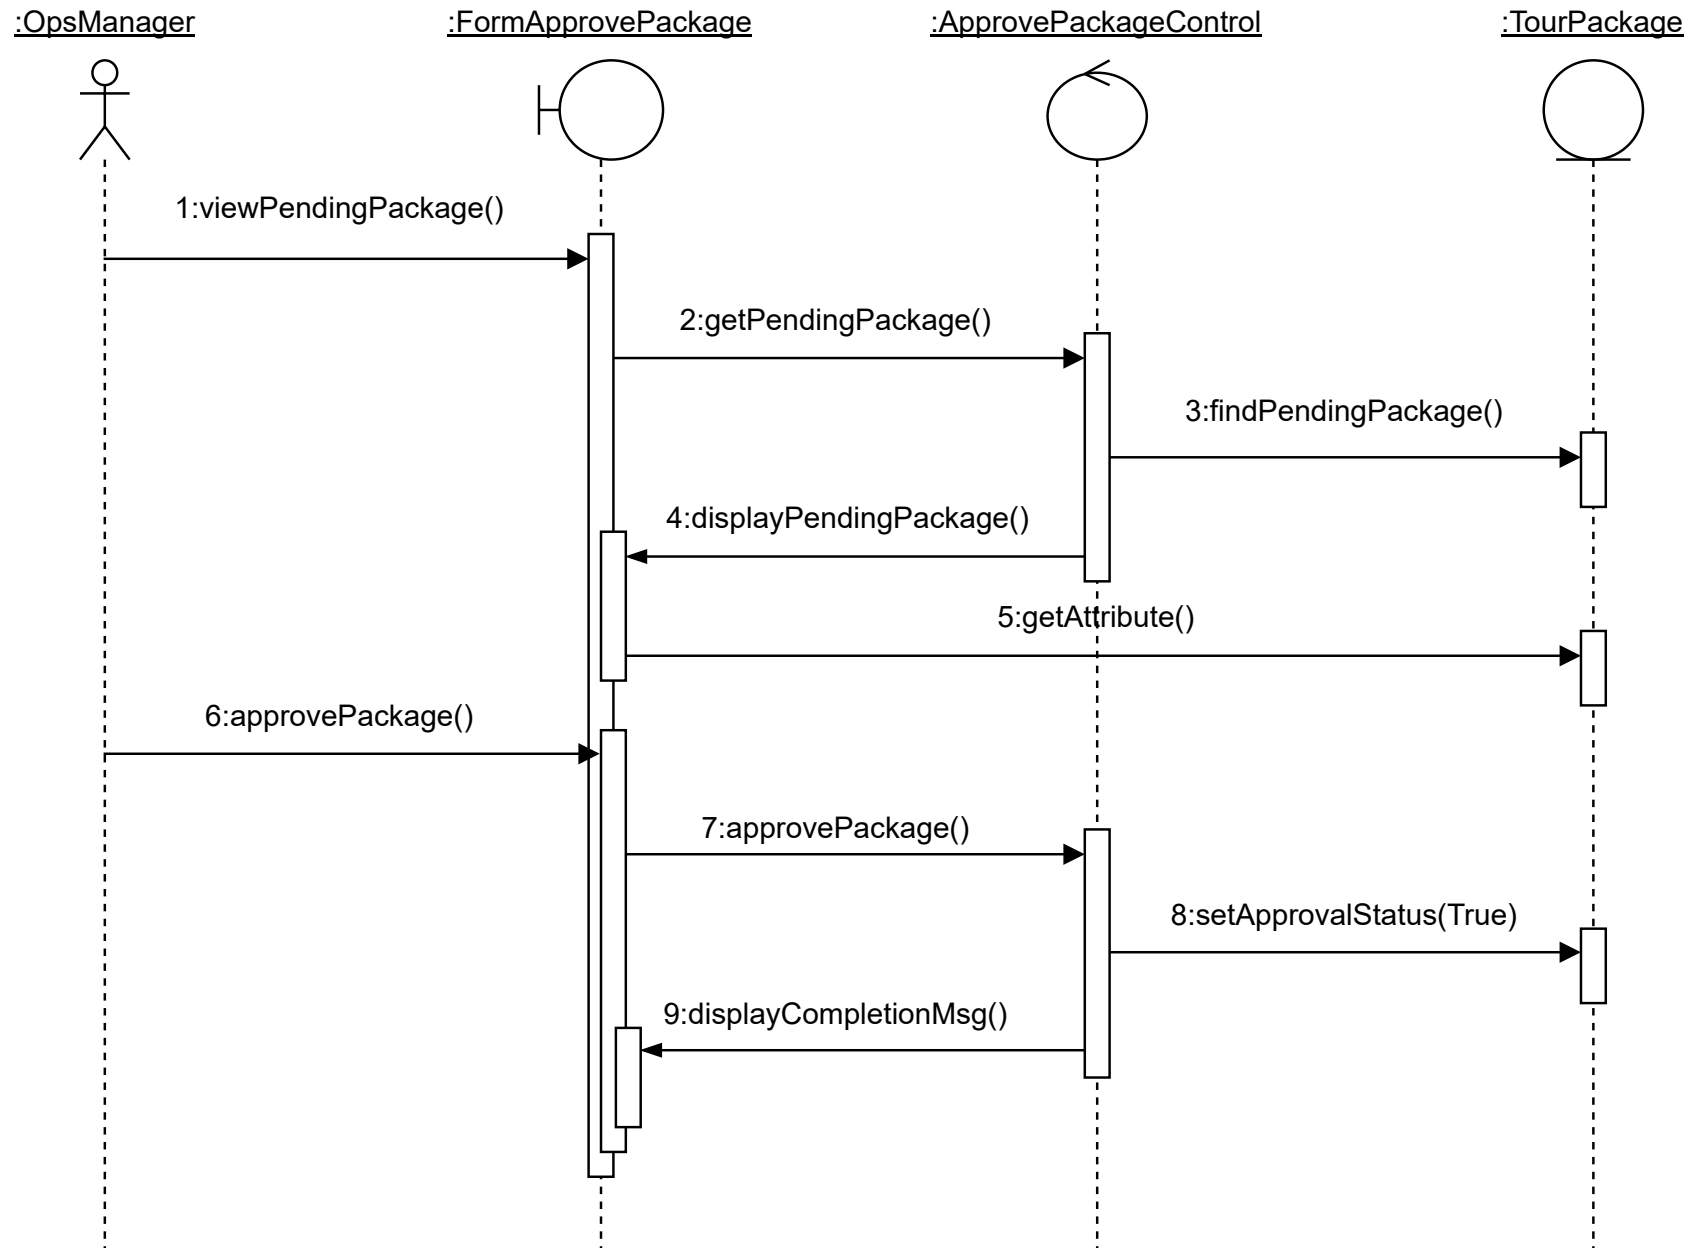 :OpsManager
:FormApprovePackage
:ApprovePackageControl
:TourPackage
1:viewPendingPackage()
2:getPendingPackage()
3:findPendingPackage()
4:displayPendingPackage()
5:getAttribute()
6:approvePackage()
7:approvePackage()
8:setApprovalStatus(True)
9:displayCompletionMsg()